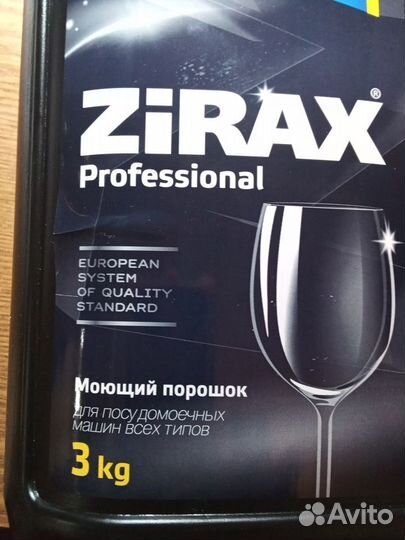 ZiRAX®
Professional
EUROPEAN
SYSTEM
OF QUALITY
STANDARD
Моющий порошок
для посудомоечных
машин всех типов
3 kg
Avito